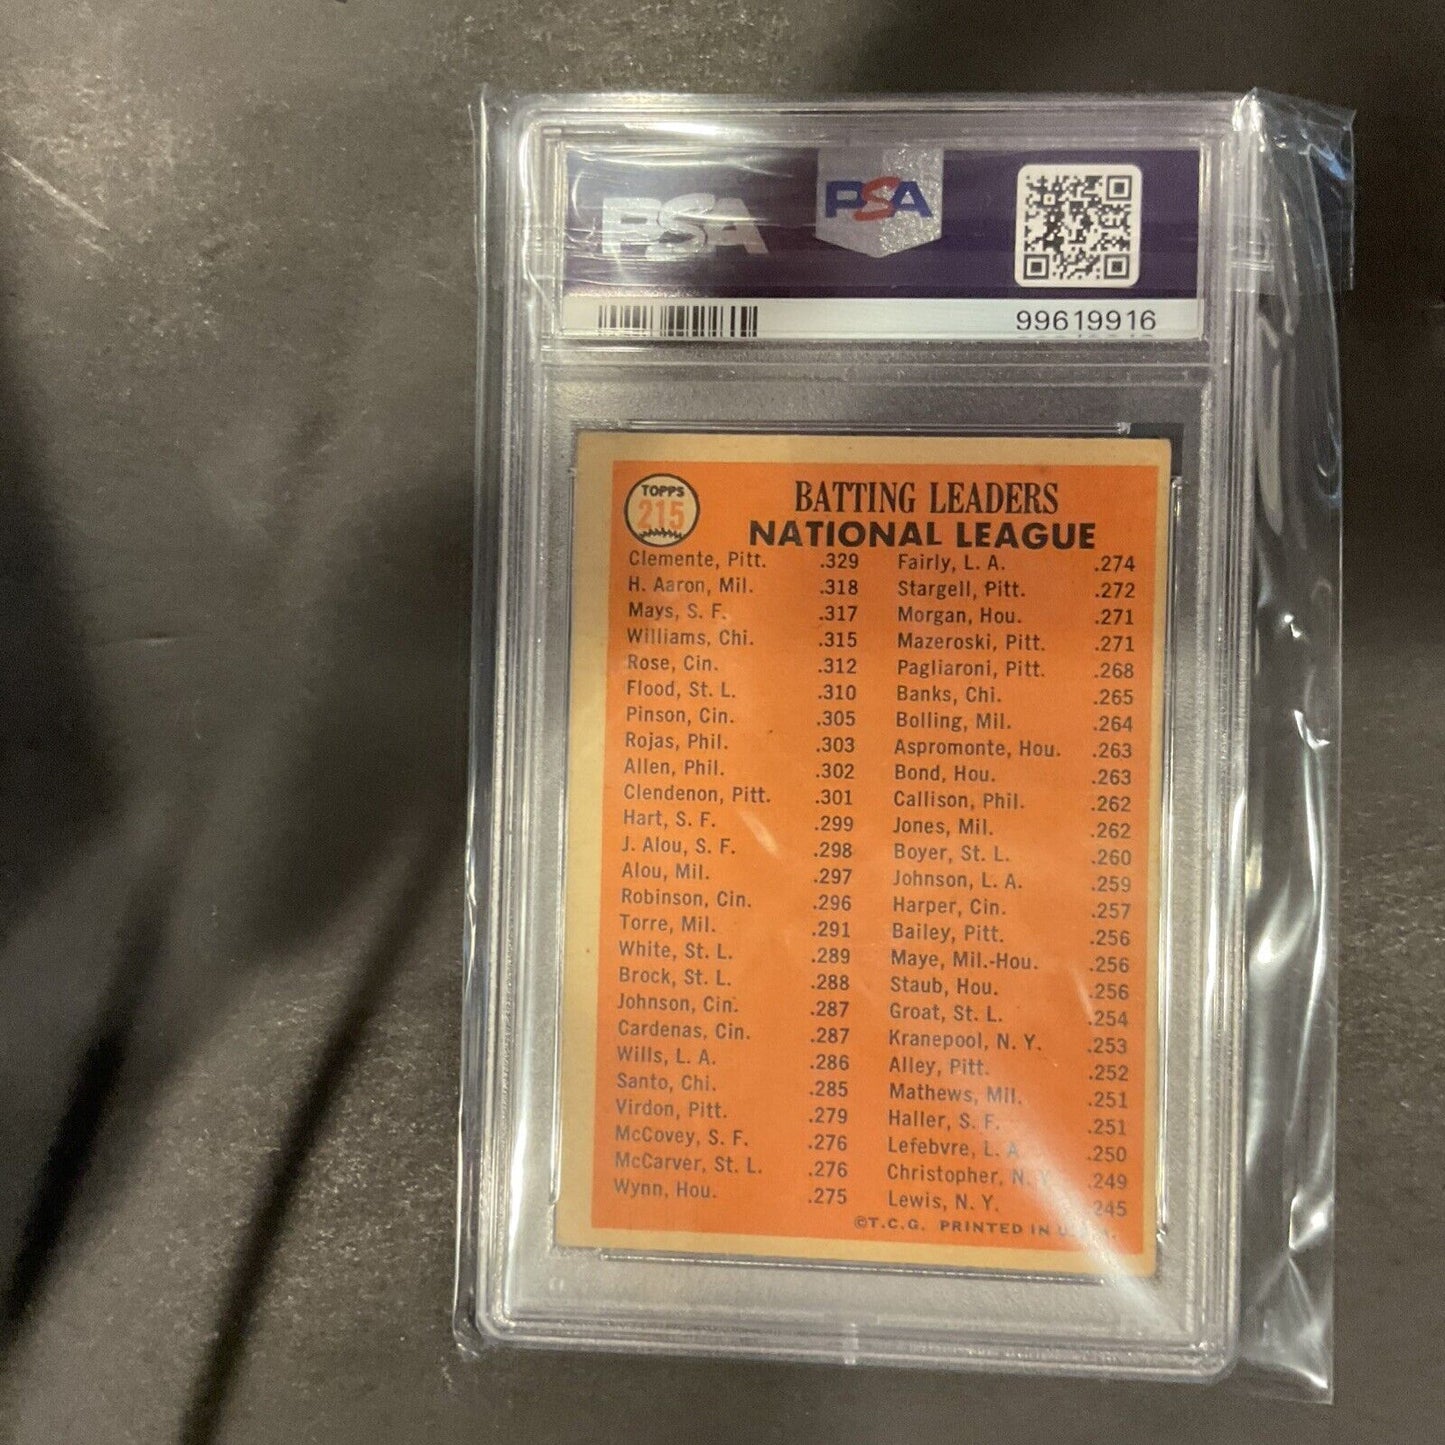 PSA
PSA
99619916
TOPPS
215
BATTING LEADERS
NATIONAL LEAGUE
Clemente, Pitt. .329
H. Aaron, Mil. .318
Mays, S. F. .317
Williams, Chi. .315
Rose, Cin. .312
Flood, St. L. .310
Pinson, Cin. .305
Rojas, Phil. .303
Allen, Phil. .302
Clendenon, Pitt. .301
Hart, S. F. .299
J. Alou, S. F. .298
Alou, Mil. .297
Robinson, Cin. .296
Torre, Mil. .291
White, St. L. .289
Brock, St. L. .288
Johnson, Cin. .287
Cardenas, Cin. .287
Wills, L. A. .286
Santo, Chi. .285
Virdon, Pitt. .279
McCovey, S. F. .276
McCarver, St. L. .276
Wynn, Hou. .275
Fairly, L. A. .274
Stargell, Pitt. .272
Morgan, Hou. .271
Mazeroski, Pitt. .271
Pagliaroni, Pitt. .268
Banks, Chi. .265
Bolling, Mil. .264
Aspromonte, Hou. .263
Bond, Hou. .263
Callison, Phil. .262
Jones, Mil. .262
Boyer, St. L. .260
Johnson, L. A. .259
Harper, Cin. .257
Bailey, Pitt. .256
Maye, Mil.-Hou. .256
Staub, Hou. .256
Groat, St. L. .254
Kranepool, N. Y. .253
Alley, Pitt. .252
Mathews, Mil. .251
Haller, S. F. .251
Lefebvre, L. A. .250
Christopher, N. Y. .249
Lewis, N. Y. .245
©T.C.G. PRINTED IN U.S.A.